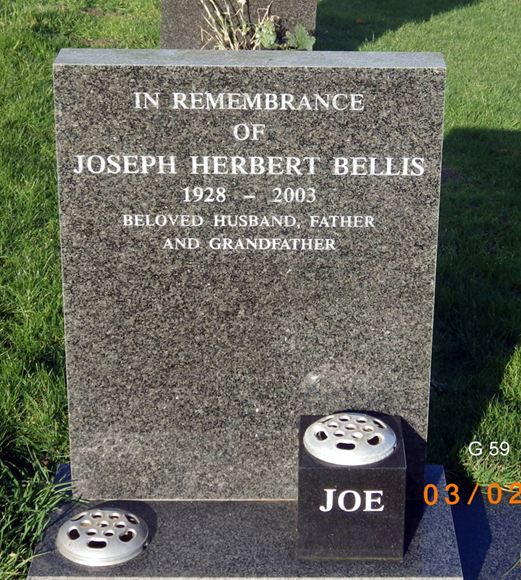 IN REMEMBRANCE
OF
JOSEPH HERBERT BELLIS
1928 – 2003
BELOVED HUSBAND, FATHER
AND GRANDFATHER
G 59
JOE
03/02